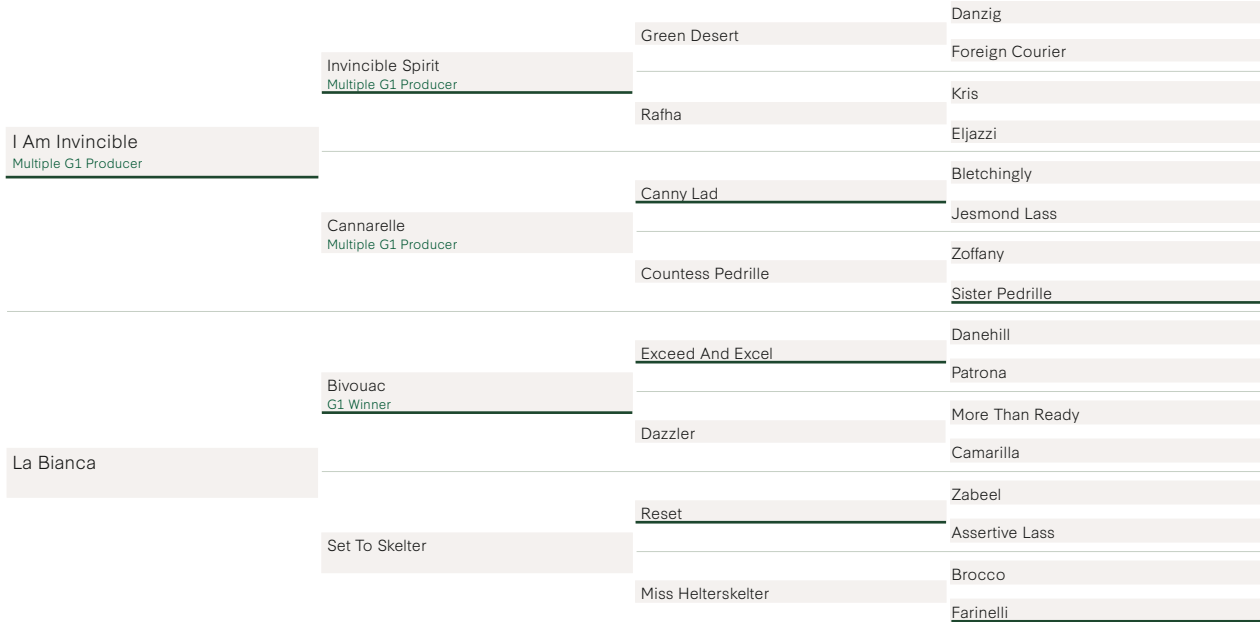 I Am Invincible
Multiple G1 Producer
La Bianca
Invincible Spirit
Multiple G1 Producer
Cannarelle
Multiple G1 Producer
Bivouac
G1 Winner
Set To Skelter
Green Desert
Rafha
Canny Lad
Countess Pedrille
Exceed And Excel
Dazzler
Reset
Miss Helterskelter
Danzig
Foreign Courier
Kris
Eljazzi
Bletchingly
Jesmond Lass
Zoffany
Sister Pedrille
Danehill
Patrona
More Than Ready
Camarilla
Zabeel
Assertive Lass
Brocco
Farinelli